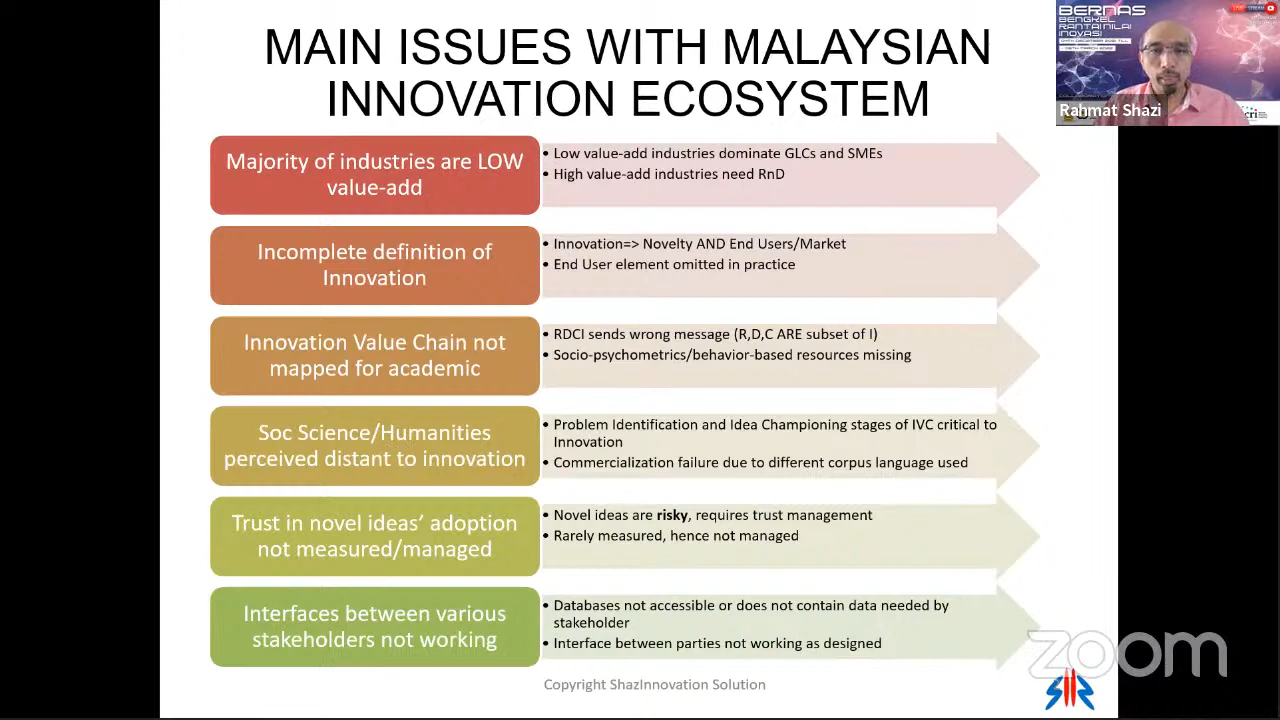 MAIN ISSUES WITH MALAYSIAN
INNOVATION ECOSYSTEM
Majority of industries are LOW
value-add
• Low value-add industries dominate GLCs and SMEs
• High value-add industries need RnD
Incomplete definition of
Innovation
• Innovation=> Novelty AND End Users/Market
• End User element omitted in practice
Innovation Value Chain not
mapped for academic
• RDCI sends wrong message (R,D,C ARE subset of I)
• Socio-psychometrics/behavior-based resources missing
Soc Science/Humanities
perceived distant to innovation
• Problem Identification and Idea Championing stages of IVC critical to
Innovation
• Commercialization failure due to different corpus language used
Trust in novel ideas’ adoption
not measured/managed
• Novel ideas are risky, requires trust management
• Rarely measured, hence not managed
Interfaces between various
stakeholders not working
• Databases not accessible or does not contain data needed by
stakeholder
• Interface between parties not working as designed
Copyright ShazInnovation Solution
zoom
BERNAS
BENGKEL
RANTAI NILAI
INOVASI
LIVE
Rahmat Shazi
cri